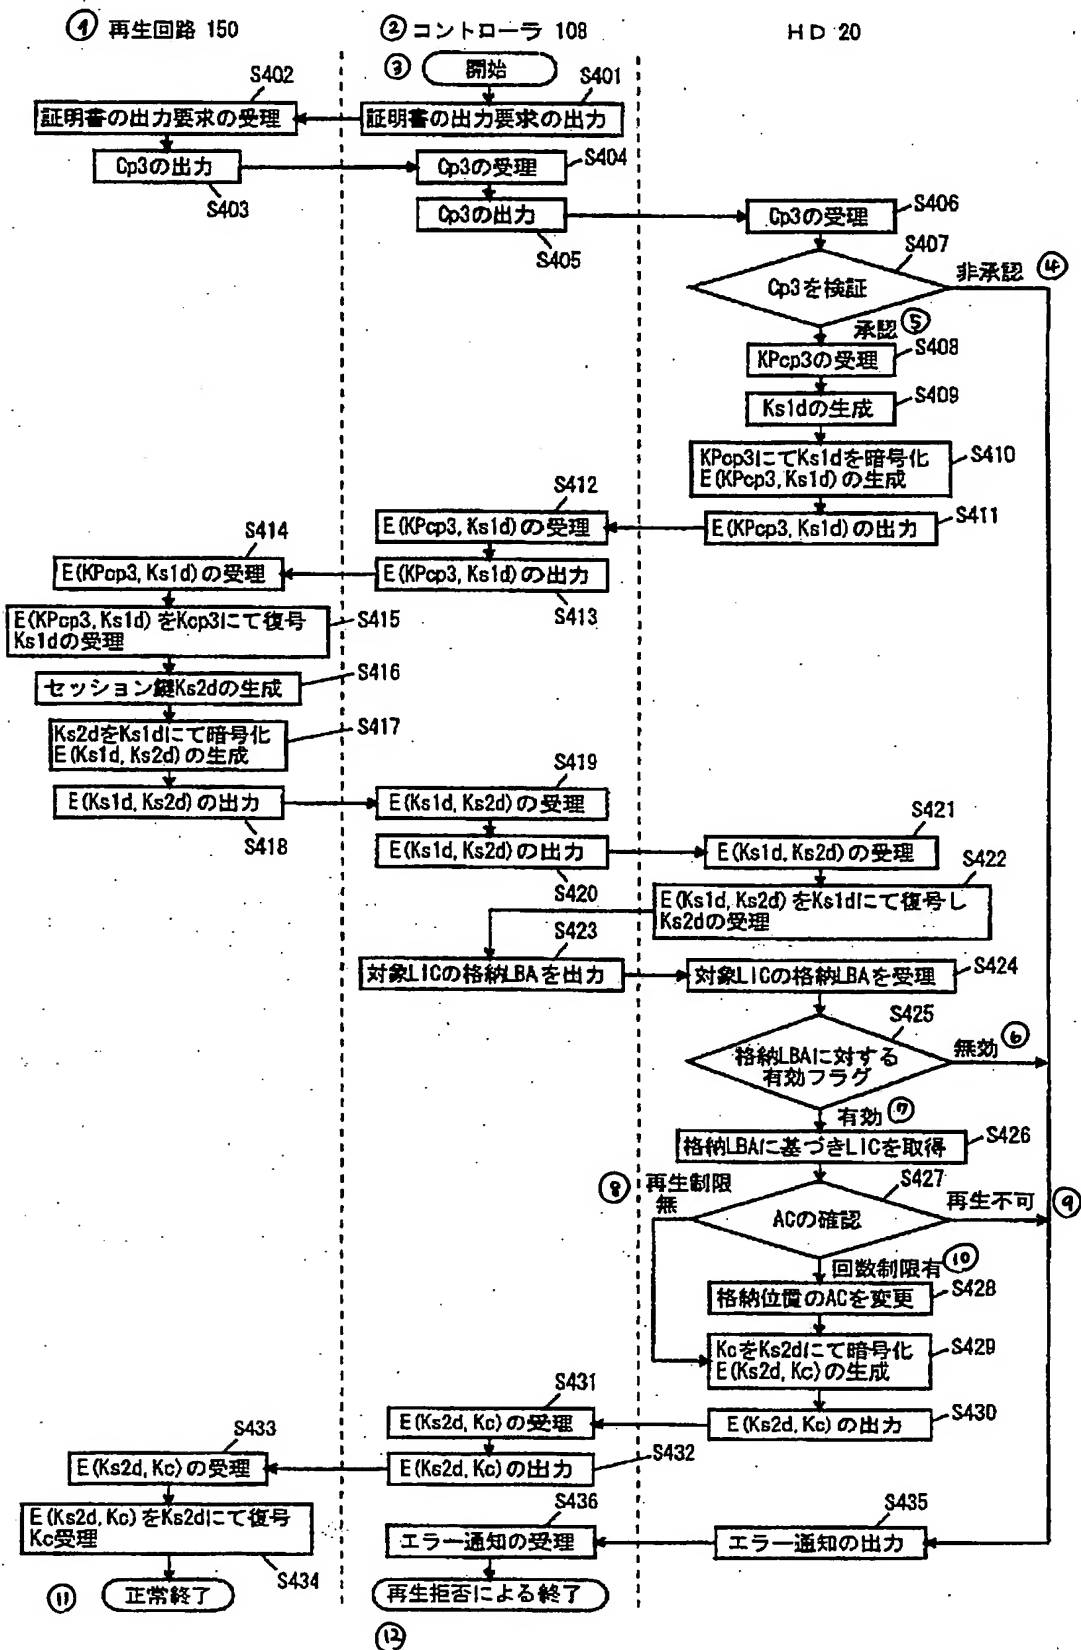 ① 再生回路 150
② コントローラ 108
HD 20
③ 開始
S401
S402
証明書の出力要求の受理
証明書の出力要求の出力
Cp3の出力
S403
Cp3の受理
S404
Cp3の出力
S405
Cp3の受理
S406
S407
Cp3を検証
非承認 ④
承認 ⑤
KPcp3の受理
S408
Ks1dの生成
S409
KPcp3にてKs1dを暗号化
E(KPcp3, Ks1d)の生成
S410
S412
E(KPcp3, Ks1d)の受理
E(KPcp3, Ks1d)の出力
S411
S414
E(KPcp3, Ks1d)の受理
E(KPcp3, Ks1d)の出力
S413
E(KPcp3, Ks1d)をKcp3にて復号
Ks1dの受理
S415
セッション鍵Ks2dの生成
S416
Ks2dをKs1dにて暗号化
E(Ks1d, Ks2d)の生成
S417
E(Ks1d, Ks2d)の出力
S418
S419
E(Ks1d, Ks2d)の受理
E(Ks1d, Ks2d)の出力
S420
S421
E(Ks1d, Ks2d)の受理
S422
E(Ks1d, Ks2d)をKs1dにて復号し
Ks2dの受理
S423
対象LICの格納LBAを出力
対象LICの格納LBAを受理
S424
S425
格納LBAに対する
有効フラグ
無効 ⑥
有効 ⑦
格納LBAに基づきLICを取得
S426
S427
⑧ 再生制限
無
ACの確認
再生不可 ⑨
回数制限有 ⑩
格納位置のACを変更
S428
KcをKs2dにて暗号化
E(Ks2d, Kc)の生成
S429
S431
E(Ks2d, Kc)の受理
E(Ks2d, Kc)の出力
S430
S433
E(Ks2d, Kc)の受理
E(Ks2d, Kc)の出力
S432
E(Ks2d, Kc)をKs2dにて復号
Kc受理
S434
S436
エラー通知の受理
S435
エラー通知の出力
⑪ 正常終了
再生拒否による終了
⑫